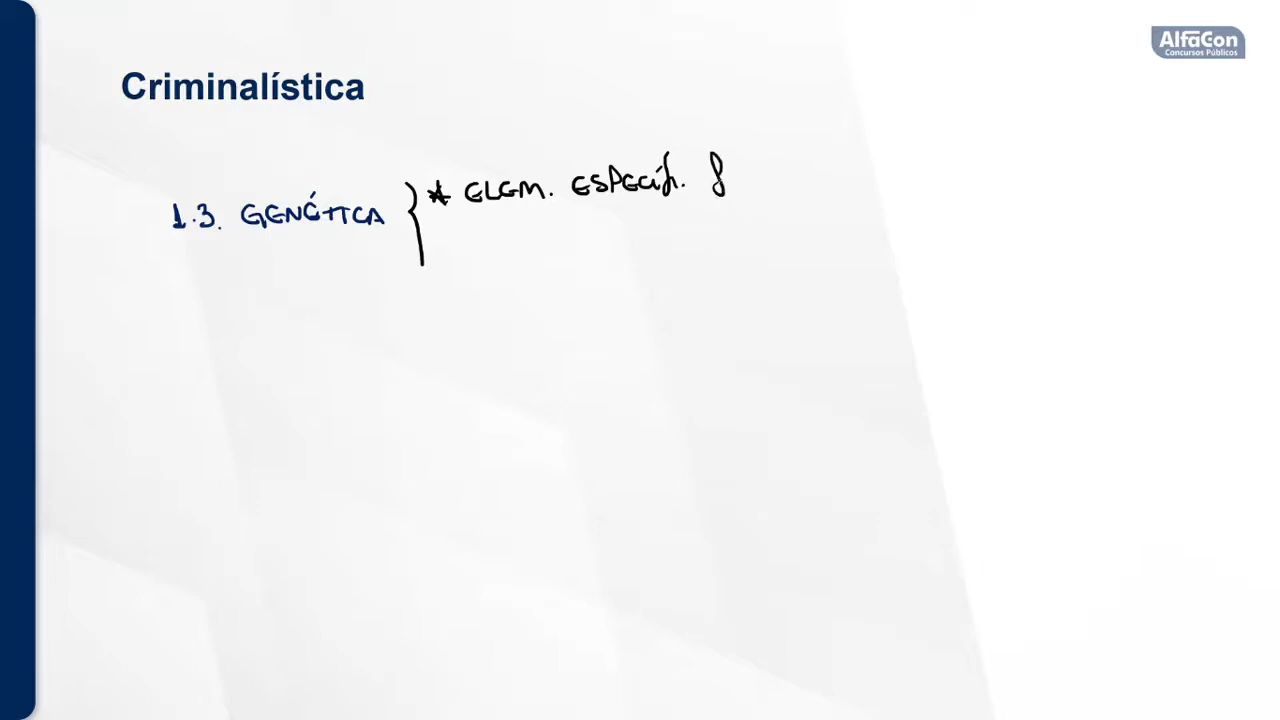 AlfaCon
Concursos Públicos
Criminalística
1.3. GENÉTICA { * ELEM. ESPECÍF.